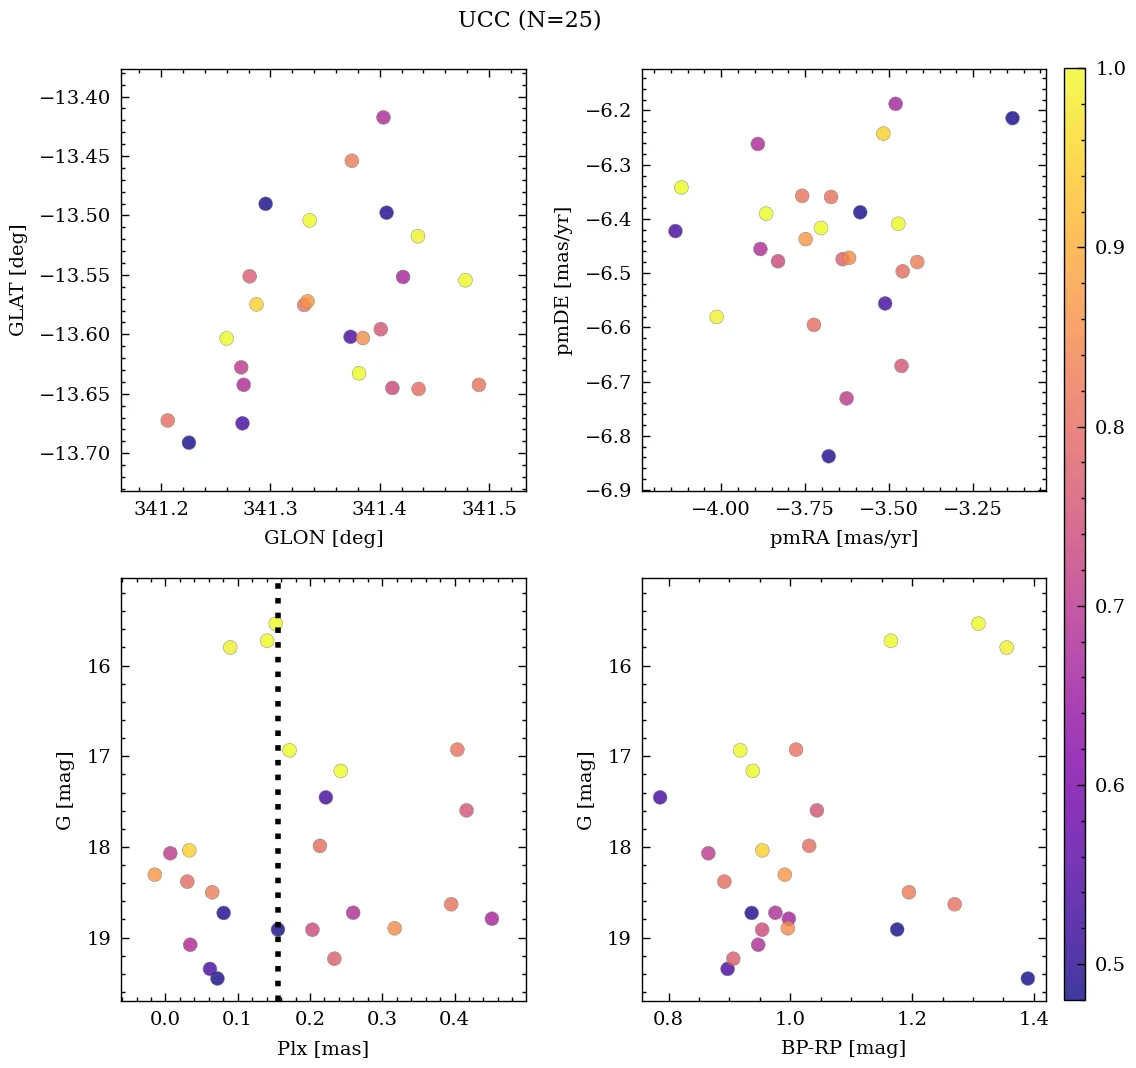 UCC (N=25)
−13.40
−13.45
−13.50
−13.55
−13.60
−13.65
−13.70
GLAT [deg]
341.2 341.3 341.4 341.5
GLON [deg]
−6.2
−6.3
−6.4
−6.5
−6.6
−6.7
−6.8
−6.9
pmDE [mas/yr]
−4.00 −3.75 −3.50 −3.25
pmRA [mas/yr]
16
17
18
19
G [mag]
0.0 0.1 0.2 0.3 0.4
Plx [mas]
16
17
18
19
G [mag]
0.8 1.0 1.2 1.4
BP-RP [mag]
1.0
0.9
0.8
0.7
0.6
0.5